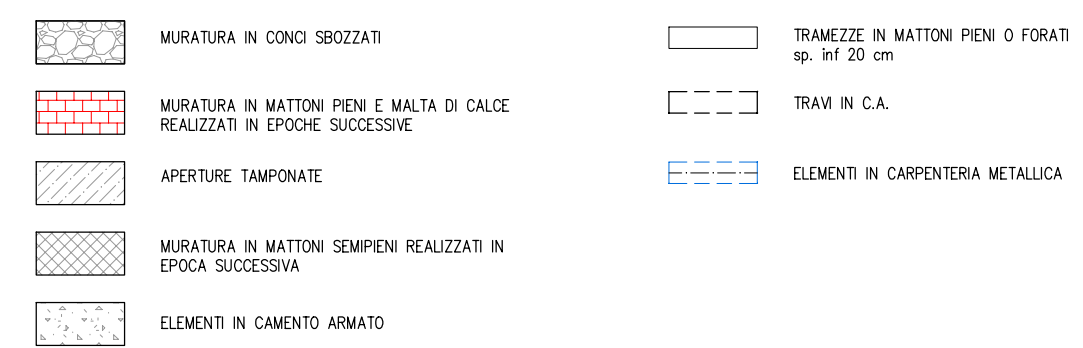 MURATURA IN CONCI SBOZZATI
MURATURA IN MATTONI PIENI E MALTA DI CALCE
REALIZZATI IN EPOCHE SUCCESSIVE
APERTURE TAMPONATE
MURATURA IN MATTONI SEMIPIENI REALIZZATI IN
EPOCA SUCCESSIVA
ELEMENTI IN CAMENTO ARMATO
TRAMEZZE IN MATTONI PIENI O FORATI
sp. inf 20 cm
TRAVI IN C.A.
ELEMENTI IN CARPENTERIA METALLICA